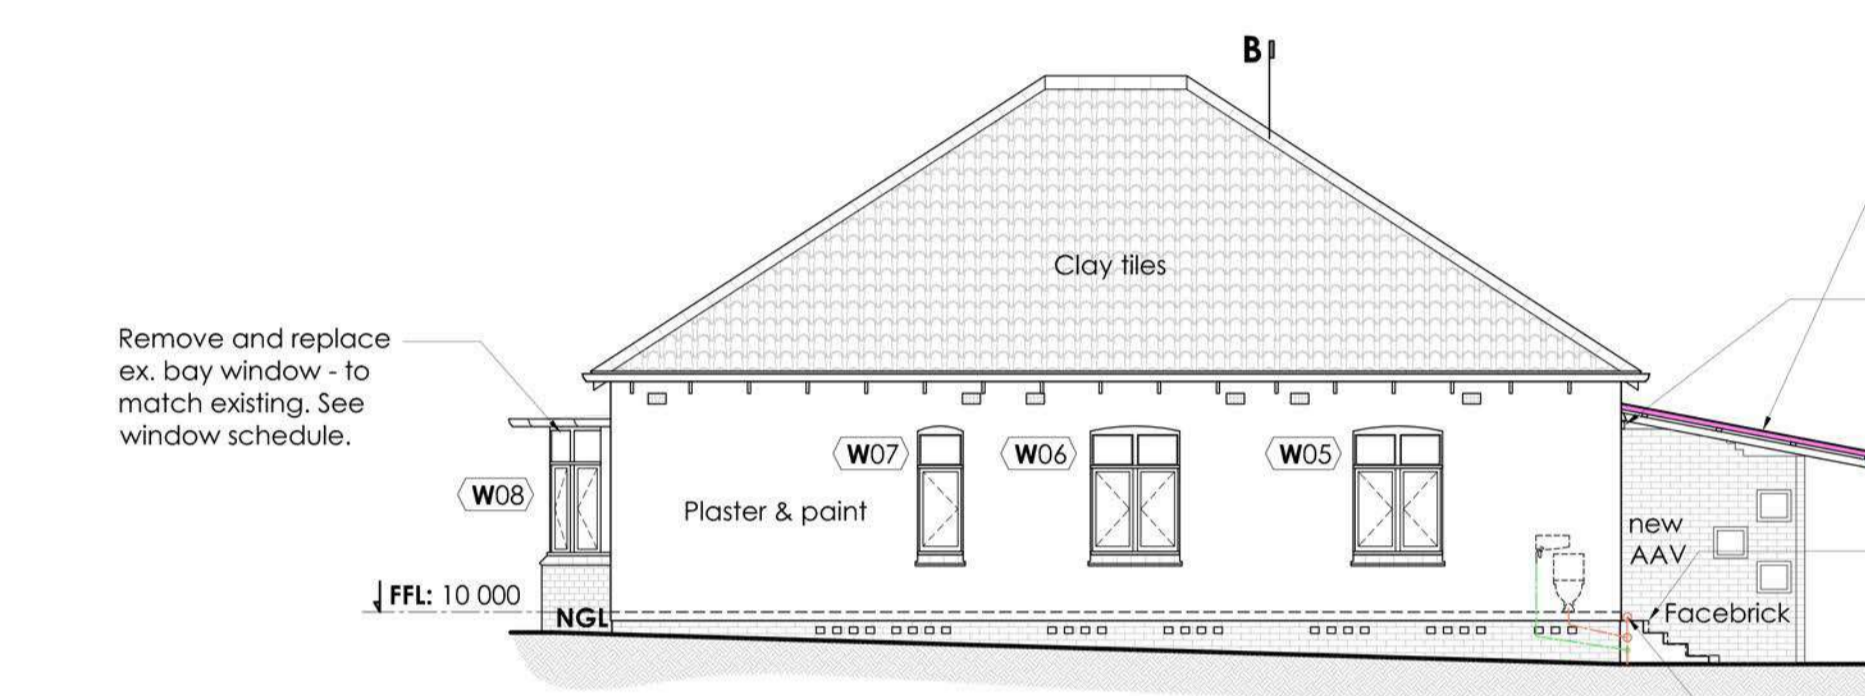 B
Clay tiles
Remove and replace
ex. bay window - to
match existing. See
window schedule.
W07
W06
W05
W08
Plaster & paint
new
AAV
FFL: 10 000
NGL
Facebrick